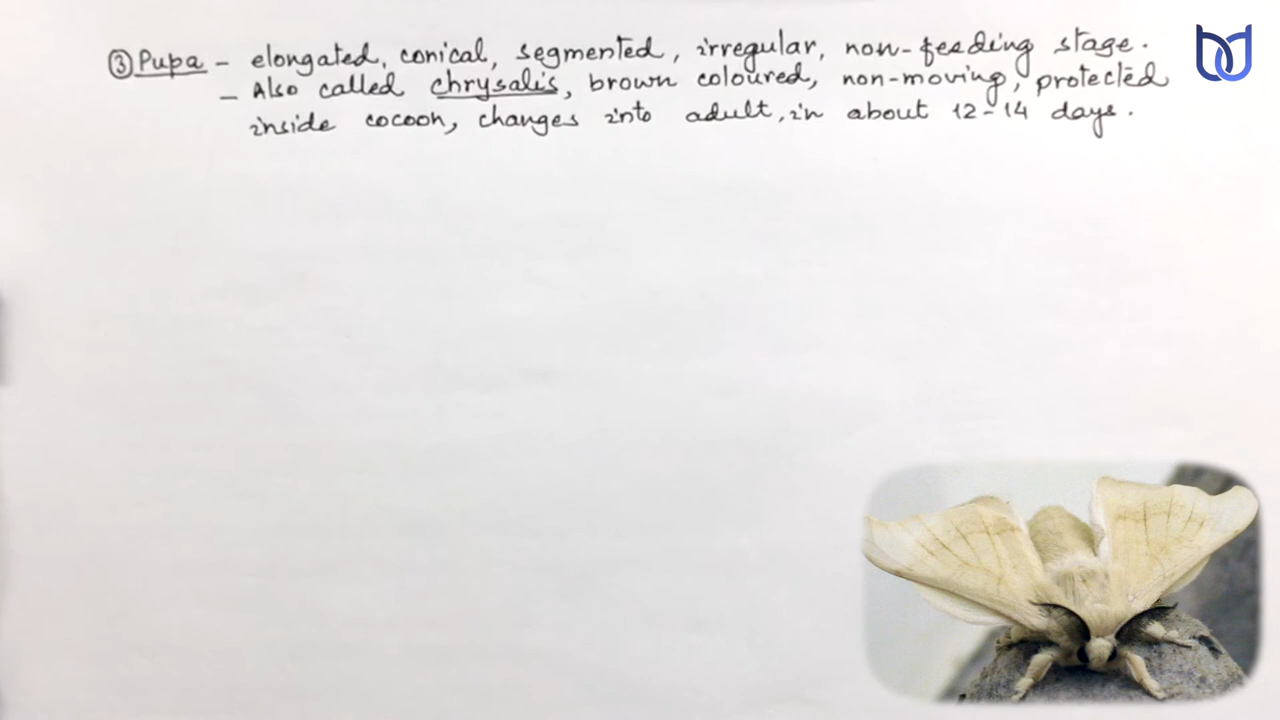 ③ Pupa - elongated, conical, segmented, irregular, non-feeding stage.
- Also called chrysalis, brown coloured, non-moving, protected
inside cocoon, changes into adult, in about 12-14 days.